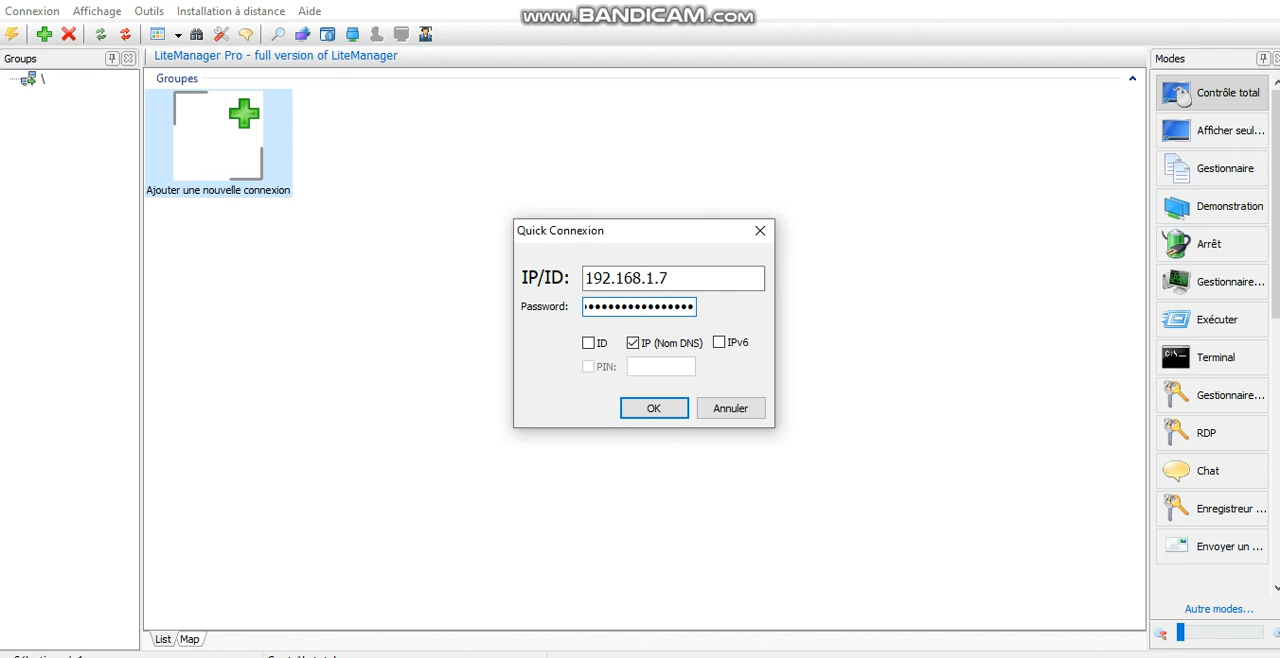 Connexion Affichage Outils Installation à distance Aide
www.BANDICAM.com
Groups
LiteManager Pro - full version of LiteManager
Modes
\
Groupes
Ajouter une nouvelle connexion
Quick Connexion
IP/ID: 192.168.1.7
Password: ••••••••••••••••
ID IP (Nom DNS) IPv6
PIN:
OK Annuler
Contrôle total
Afficher seul...
Gestionnaire
Demonstration
Arrêt
Gestionnaire...
Exécuter
Terminal
Gestionnaire...
RDP
Chat
Enregistreur ...
Envoyer un ...
Autre modes...
List Map